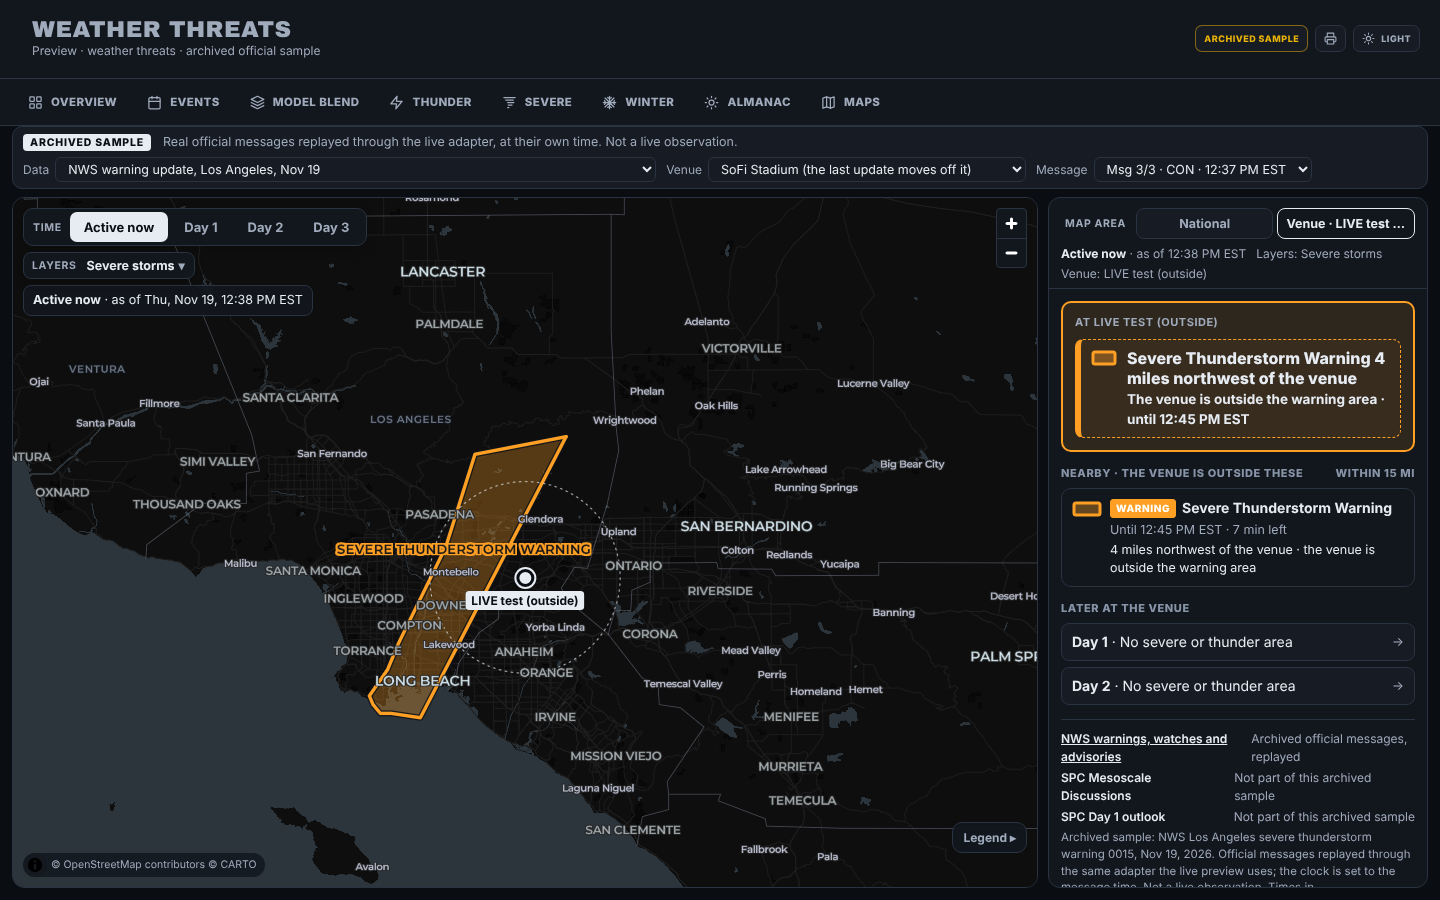 WEATHER THREATS
Preview · weather threats · archived official sample
ARCHIVED SAMPLE
LIGHT
OVERVIEW
EVENTS
MODEL BLEND
THUNDER
SEVERE
WINTER
ALMANAC
MAPS
ARCHIVED SAMPLE Real official messages replayed through the live adapter, at their own time. Not a live observation.
Data NWS warning update, Los Angeles, Nov 19 Venue SoFi Stadium (the last update moves off it) Message Msg 3/3 · CON · 12:37 PM EST
TIME Active now Day 1 Day 2 Day 3
LAYERS Severe storms ▾
Active now · as of Thu, Nov 19, 12:38 PM EST
+
−
Rosamond
LANCASTER
PALMDALE
Adelanto
VICTORVILLE
VENTURA
Ojai
Fillmore
Santa Paula
SANTA CLARITA
LOS ANGELES
Phelan
Oak Hills
Lucerne Valley
Wrightwood
NTURA
SIMI VALLEY
San Fernando
Lake Arrowhead
Big Bear City
Running Springs
OXNARD
THOUSAND OAKS
PASADENA
Glendora
Upland
SAN BERNARDINO
SEVERE THUNDERSTORM WARNING
Colton
Redlands
Yucaipa
Malibu
SANTA MONICA
Montebello
ONTARIO
RIVERSIDE
INGLEWOOD
DOWNE
LIVE test (outside)
Desert Ho
Banning
COMPTON
Yorba Linda
CORONA
TORRANCE
Lakewood
ANAHEIM
Mead Valley
PALM SPR
ORANGE
LONG BEACH
Temescal Valley
Perris
Homeland
Hemet
IRVINE
MENIFEE
MISSION VIEJO
MURRIETA
Laguna Niguel
TEMECULA
SAN CLEMENTE
Fallbrook
Pala
Avalon
Legend ▸
© OpenStreetMap contributors © CARTO
MAP AREA National Venue · LIVE test ...
Active now · as of 12:38 PM EST Layers: Severe storms
Venue: LIVE test (outside)
AT LIVE TEST (OUTSIDE)
Severe Thunderstorm Warning 4
miles northwest of the venue
The venue is outside the warning area ·
until 12:45 PM EST
NEARBY · THE VENUE IS OUTSIDE THESE WITHIN 15 MI
WARNING Severe Thunderstorm Warning
Until 12:45 PM EST · 7 min left
4 miles northwest of the venue · the venue is
outside the warning area
LATER AT THE VENUE
Day 1 · No severe or thunder area →
Day 2 · No severe or thunder area →
NWS warnings, watches and
advisories
Archived official messages,
replayed
SPC Mesoscale
Discussions
Not part of this archived
sample
SPC Day 1 outlook Not part of this archived sample
Archived sample: NWS Los Angeles severe thunderstorm
warning 0015, Nov 19, 2026. Official messages replayed through
the same adapter the live preview uses; the clock is set to the
message time. Not a live observation. Times in